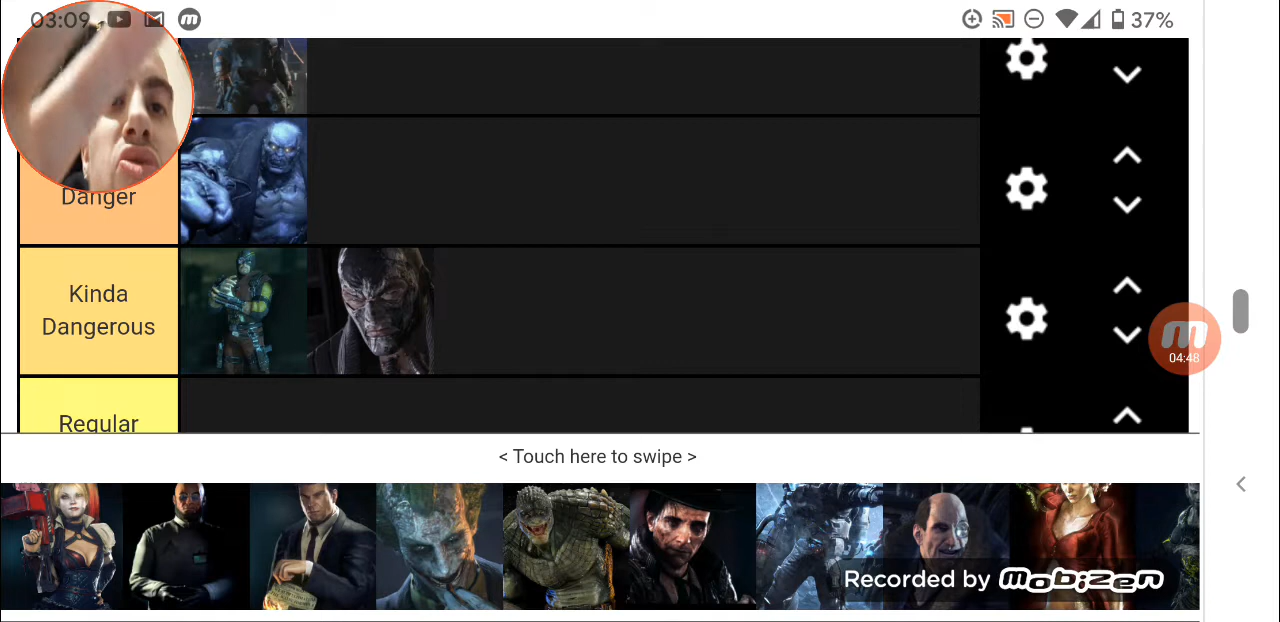 03:09
37%
Danger
Kinda
Dangerous
04:48
Regular
< Touch here to swipe >
Recorded by mobizen